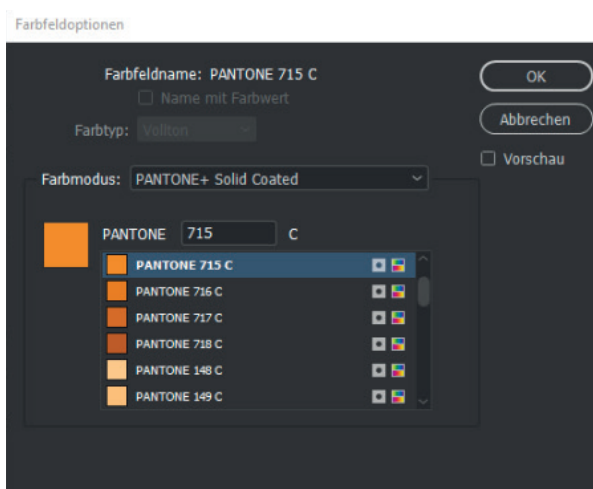 Farbfeldoptionen
Farbfeldname: PANTONE 715 C
OK
Name mit Farbwert
Abbrechen
Farbtyp: Vollton
Vorschau
Farbmodus: PANTONE+ Solid Coated
PANTONE 715 C
PANTONE 715 C
PANTONE 716 C
PANTONE 717 C
PANTONE 718 C
PANTONE 148 C
PANTONE 149 C